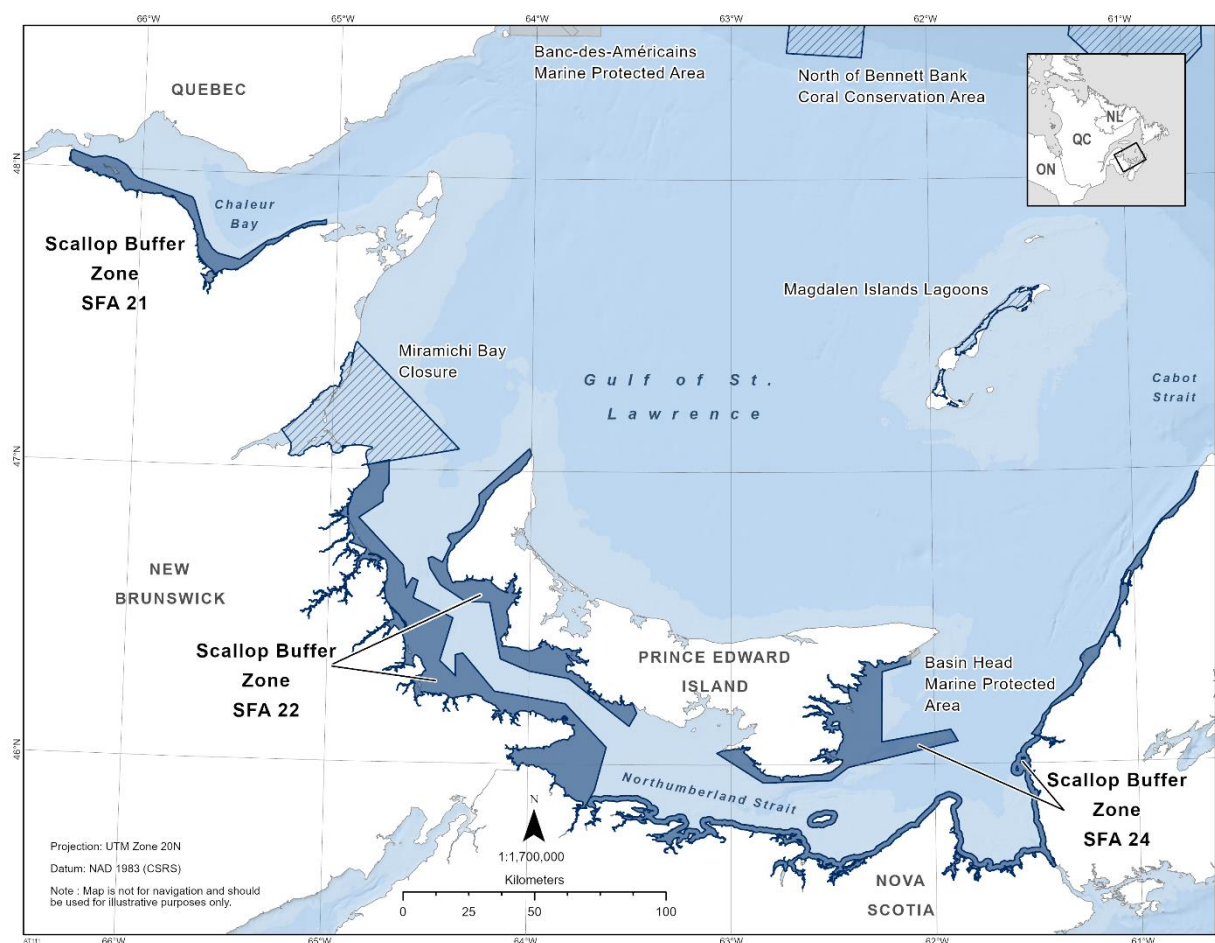 66°W
65°W
64°W
63°W
62°W
61°W
Banc-des-Américains
Marine Protected Area
North of Bennett Bank
Coral Conservation Area
QUEBEC
NL
QC
ON
48°N
Chaleur
Bay
Scallop Buffer
Zone
SFA 21
Magdalen Islands Lagoons
Miramichi Bay
Closure
Gulf of St.
Lawrence
Cabot
Strait
47°N
NEW
BRUNSWICK
Scallop Buffer
Zone
SFA 22
PRINCE EDWARD
ISLAND
Basin Head
Marine Protected
Area
46°N
Northumberland Strait
Scallop Buffer
Zone
SFA 24
N
1:1,700,000
Kilometers
0 25 50 100
NOVA
SCOTIA
Projection: UTM Zone 20N
Datum: NAD 1983 (CSRS)
Note : Map is not for navigation and should
be used for illustrative purposes only.
66°W
65°W
64°W
63°W
62°W
61°W